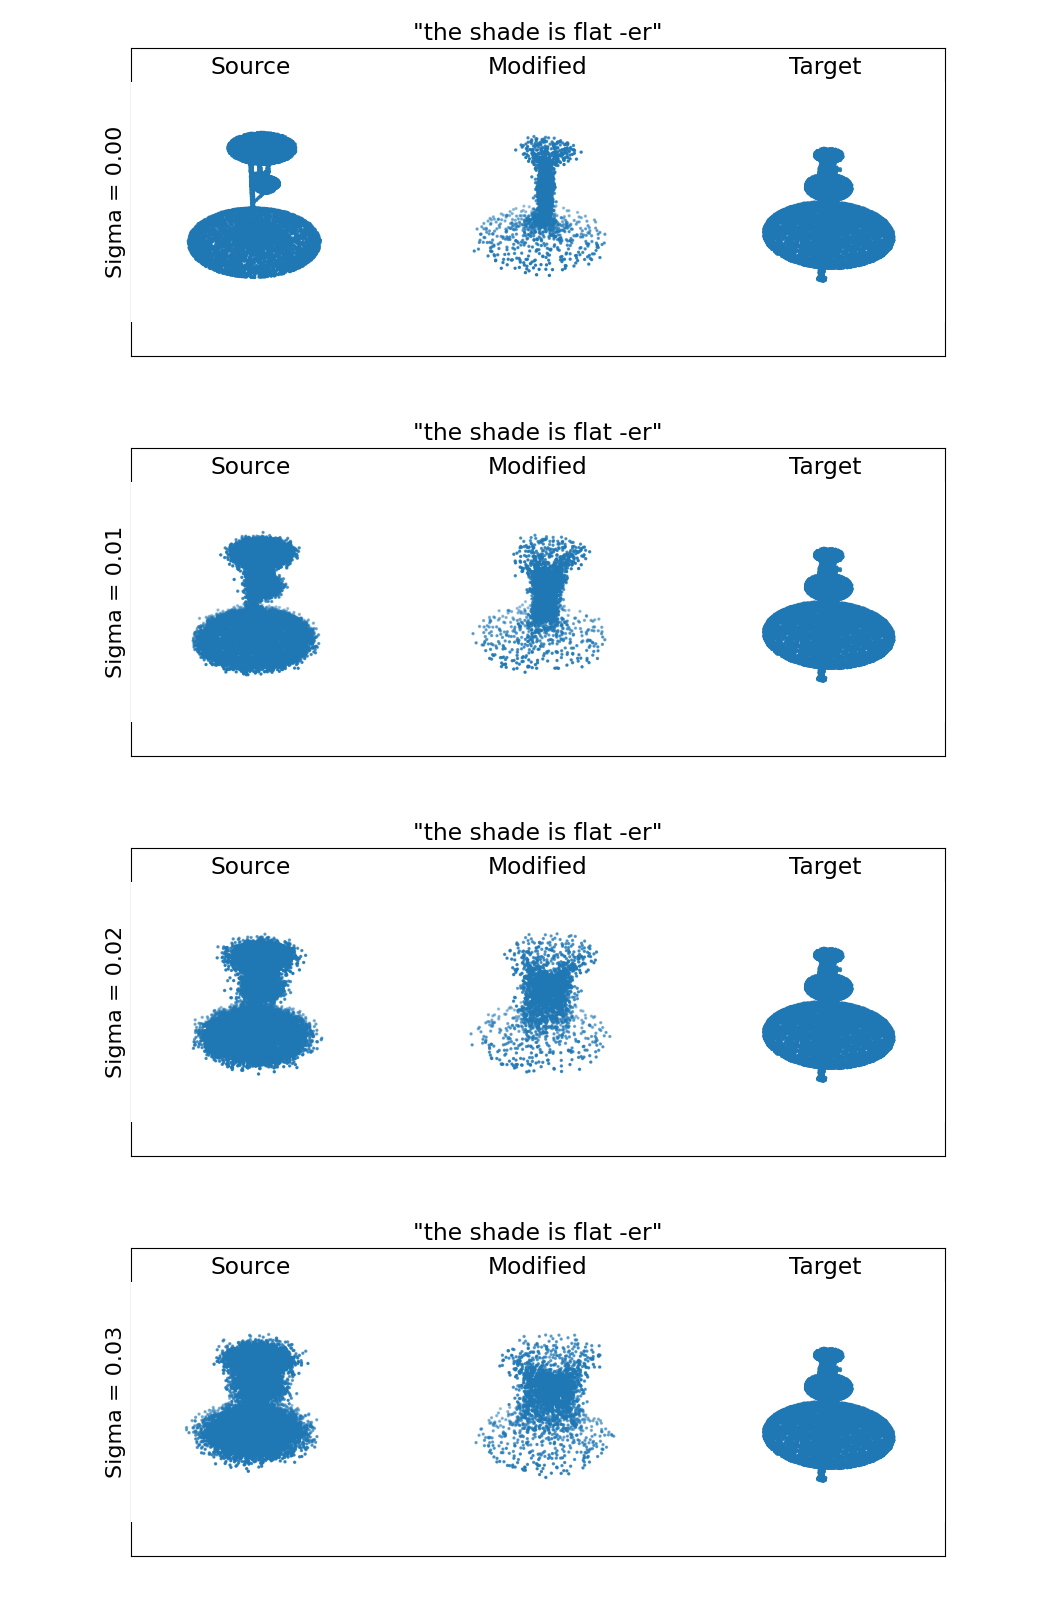 "the shade is flat -er"
Source Modified Target
Sigma = 0.00
"the shade is flat -er"
Source Modified Target
Sigma = 0.01
"the shade is flat -er"
Source Modified Target
Sigma = 0.02
"the shade is flat -er"
Source Modified Target
Sigma = 0.03